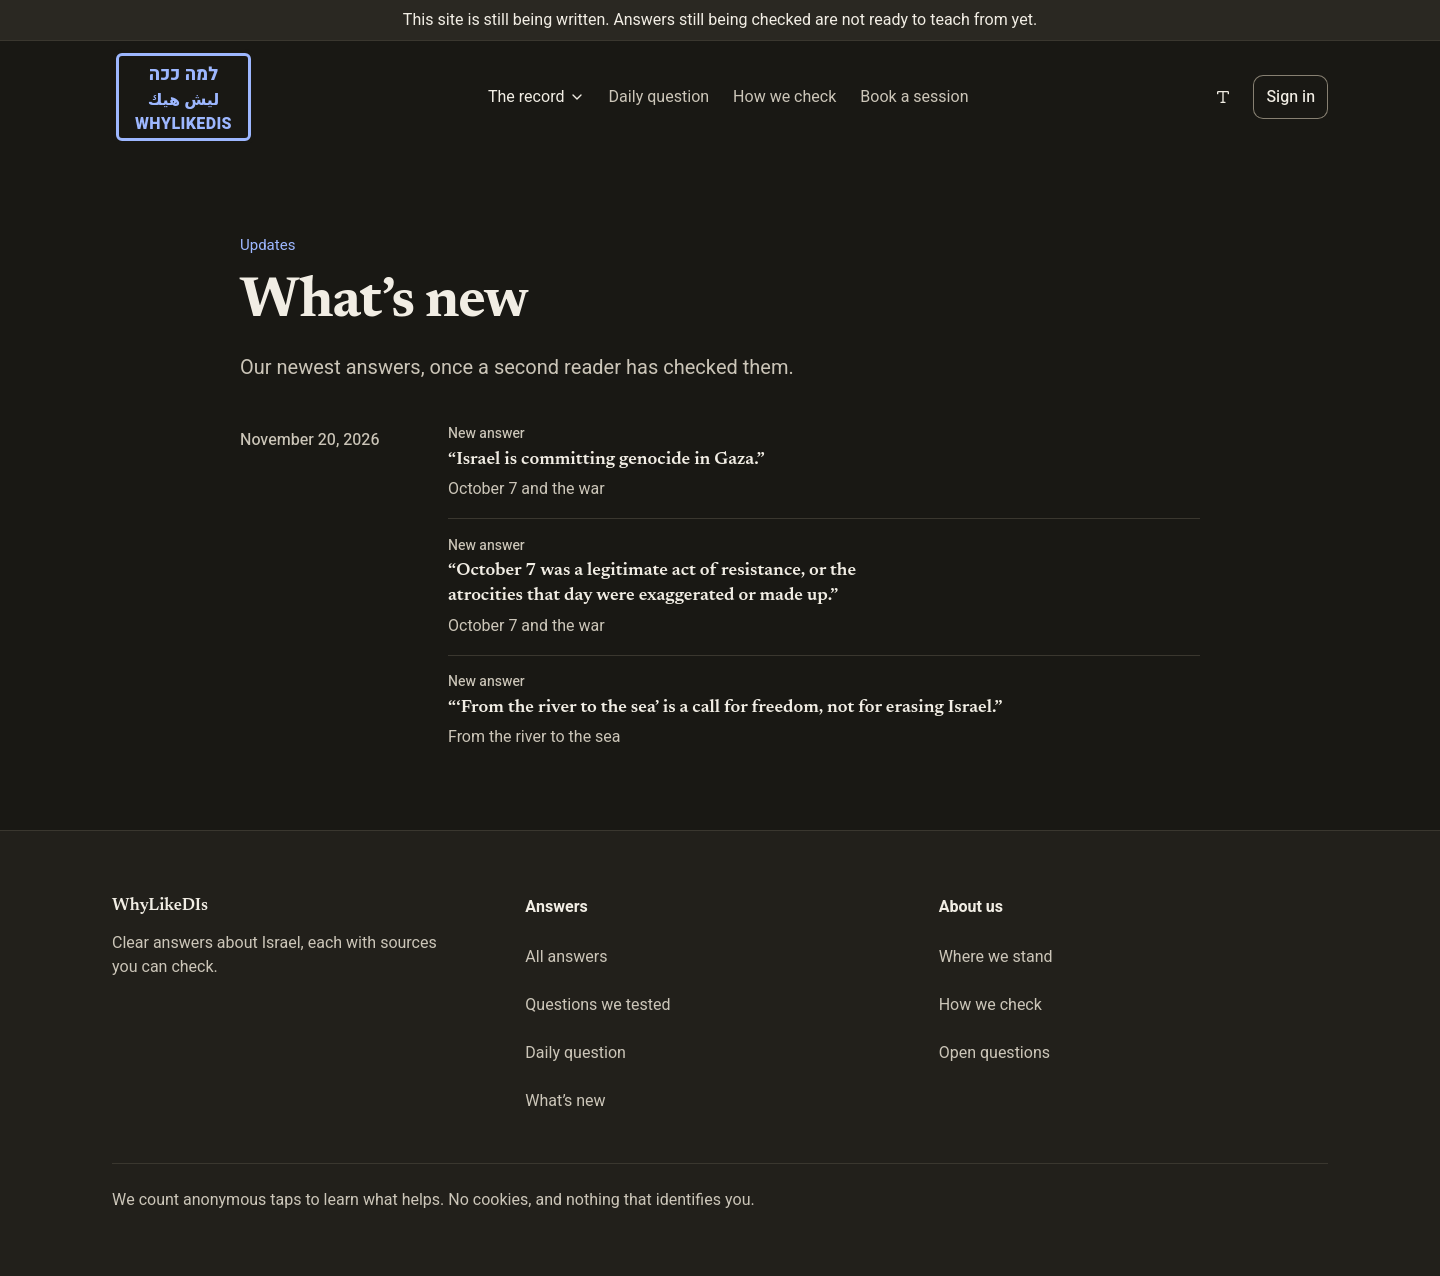 This site is still being written. Answers still being checked are not ready to teach from yet.
למה ככה
ليش هيك
WHYLIKEDIS
The record
Daily question
How we check
Book a session
T
Sign in
Updates
What’s new
Our newest answers, once a second reader has checked them.
November 20, 2026
New answer
“Israel is committing genocide in Gaza.”
October 7 and the war
New answer
“October 7 was a legitimate act of resistance, or the
atrocities that day were exaggerated or made up.”
October 7 and the war
New answer
“‘From the river to the sea’ is a call for freedom, not for erasing Israel.”
From the river to the sea
WhyLikeDIs
Clear answers about Israel, each with sources
you can check.
Answers
All answers
Questions we tested
Daily question
What’s new
About us
Where we stand
How we check
Open questions
We count anonymous taps to learn what helps. No cookies, and nothing that identifies you.